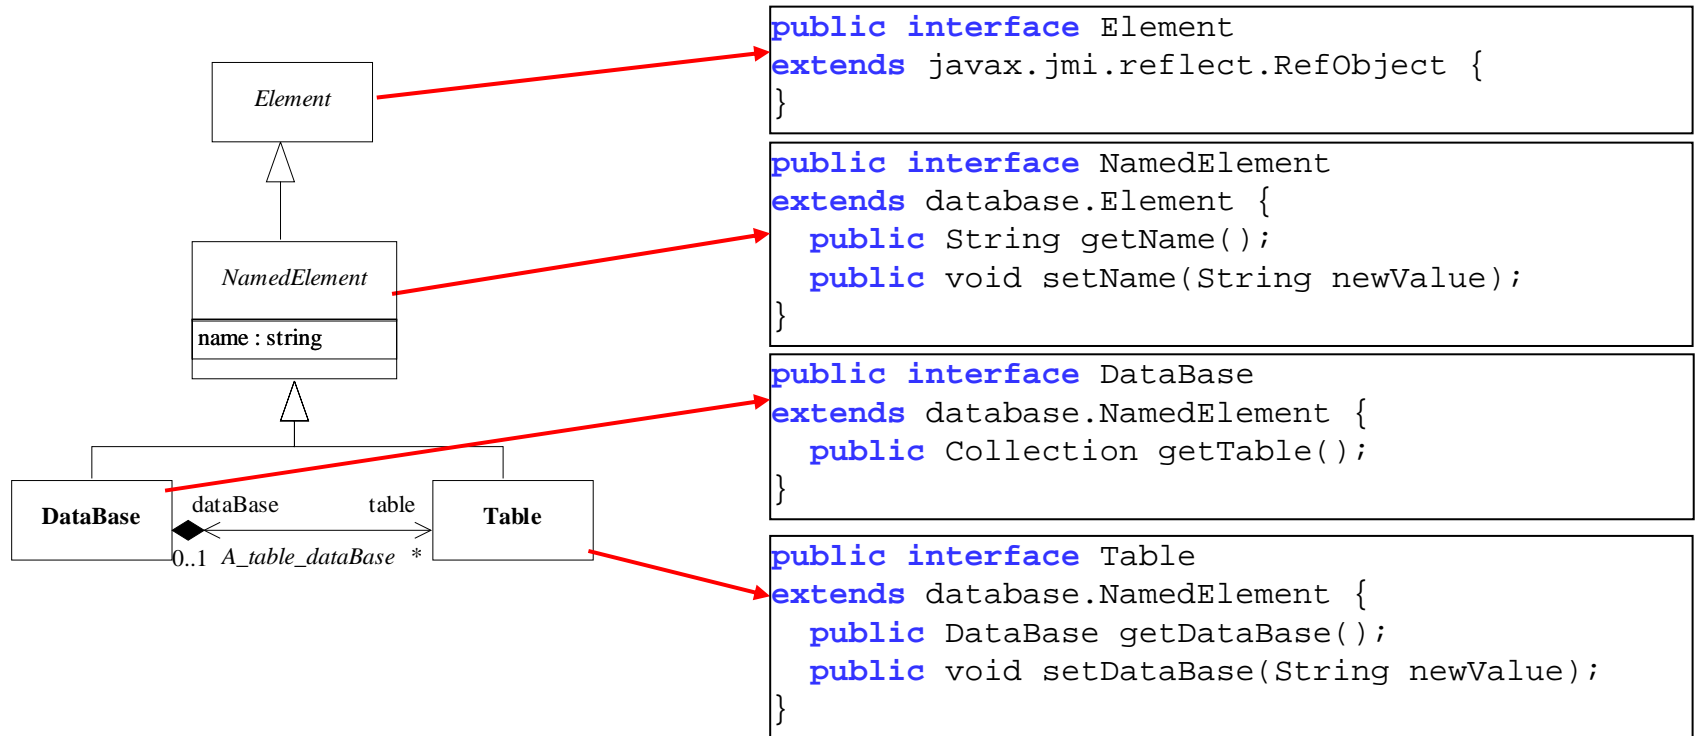 Element
NamedElement
name : string
DataBase
dataBase
table
Table
0..1
A_table_dataBase
*
public interface Element
extends javax.jmi.reflect.RefObject {
}
public interface NamedElement
extends database.Element {
public String getName();
public void setName(String newValue);
}
public interface DataBase
extends database.NamedElement {
public Collection getTable();
}
public interface Table
extends database.NamedElement {
public DataBase getDataBase();
public void setDataBase(String newValue);
}